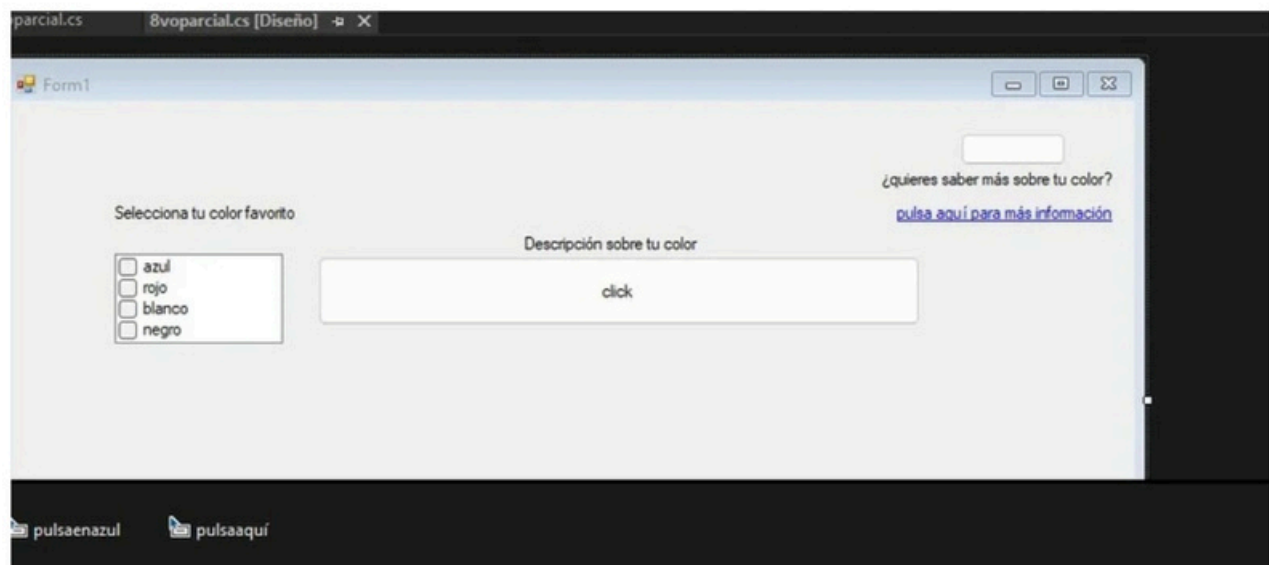 parcial.cs 8voparcial.cs [Diseño]
Form1
¿quieres saber más sobre tu color?
Selecciona tu color favorito
pulsa aquí para más información
Descripción sobre tu color
azul
rojo
blanco
negro
click
pulsaenazul pulsaaquí